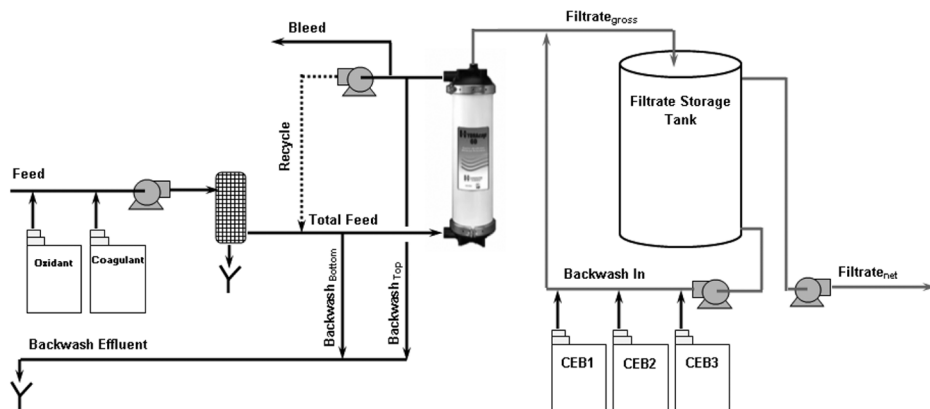 Filtrate gross
Bleed
Filtrate Storage
Tank
Recycle
Feed
Total Feed
Oxidant
Coagulant
Backwash Bottom
Backwash Top
Backwash In
Filtrate net
Backwash Effluent
CEB1
CEB2
CEB3